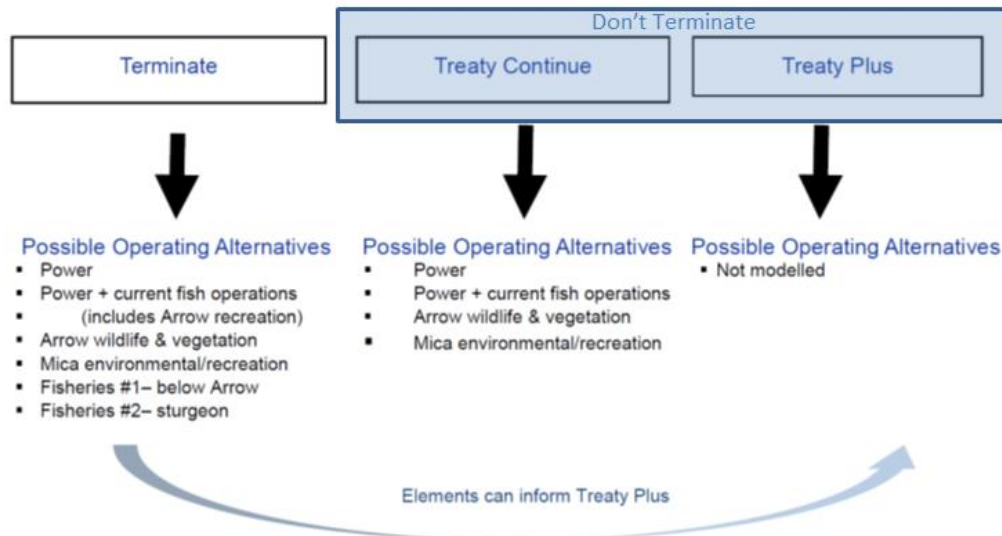 Don't Terminate
Terminate
Treaty Continue
Treaty Plus
Possible Operating Alternatives
▪ Power
▪ Power + current fish operations
▪ (includes Arrow recreation)
▪ Arrow wildlife & vegetation
▪ Mica environmental/recreation
▪ Fisheries #1– below Arrow
▪ Fisheries #2– sturgeon
Possible Operating Alternatives
▪ Power
▪ Power + current fish operations
▪ Arrow wildlife & vegetation
▪ Mica environmental/recreation
Possible Operating Alternatives
▪ Not modelled
Elements can inform Treaty Plus